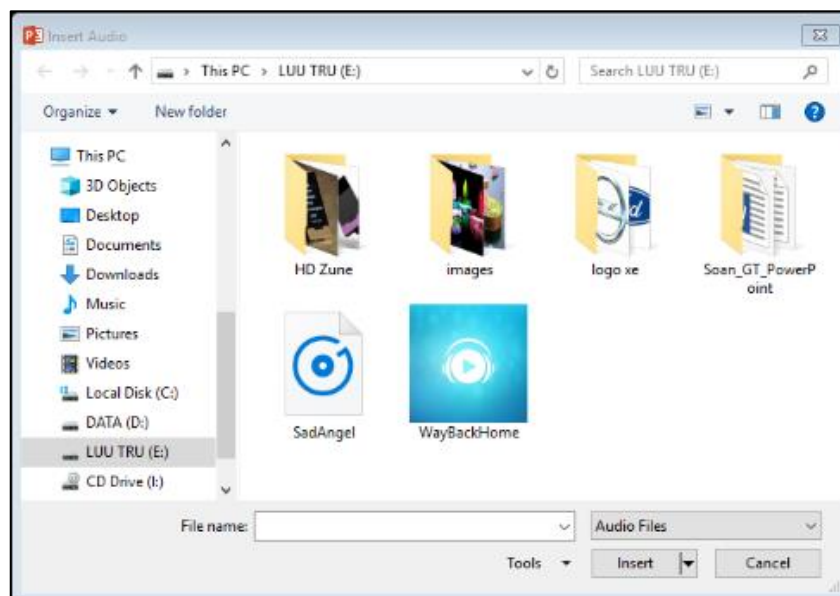 Insert Audio
This PC > LUU TRU (E:)
Search LUU TRU (E:)
Organize
New folder
This PC
3D Objects
Desktop
Documents
Downloads
Music
Pictures
Videos
Local Disk (C:)
DATA (D:)
LUU TRU (E:)
CD Drive (I:)
HD Zune
images
logo xe
Soan_GT_PowerP
oint
SadAngel
WayBackHome
File name:
Audio Files
Tools
Insert
Cancel